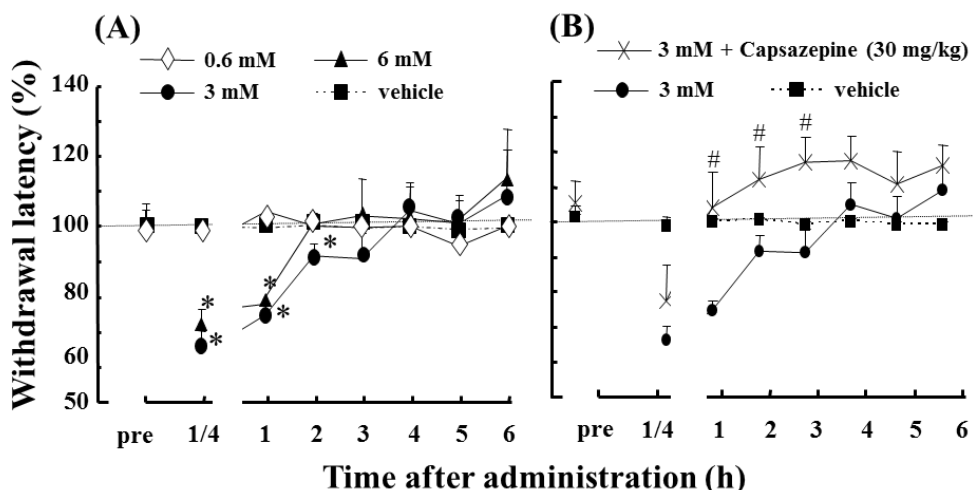 (A)
0.6 mM 6 mM
3 mM vehicle
(B)
3 mM + Capsazepine (30 mg/kg)
3 mM vehicle
Withdrawal latency (%)
140
120
100
80
60
50
*
*
*
*
*
#
#
#
pre 1/4 1 2 3 4 5 6
pre 1/4 1 2 3 4 5 6
Time after administration (h)